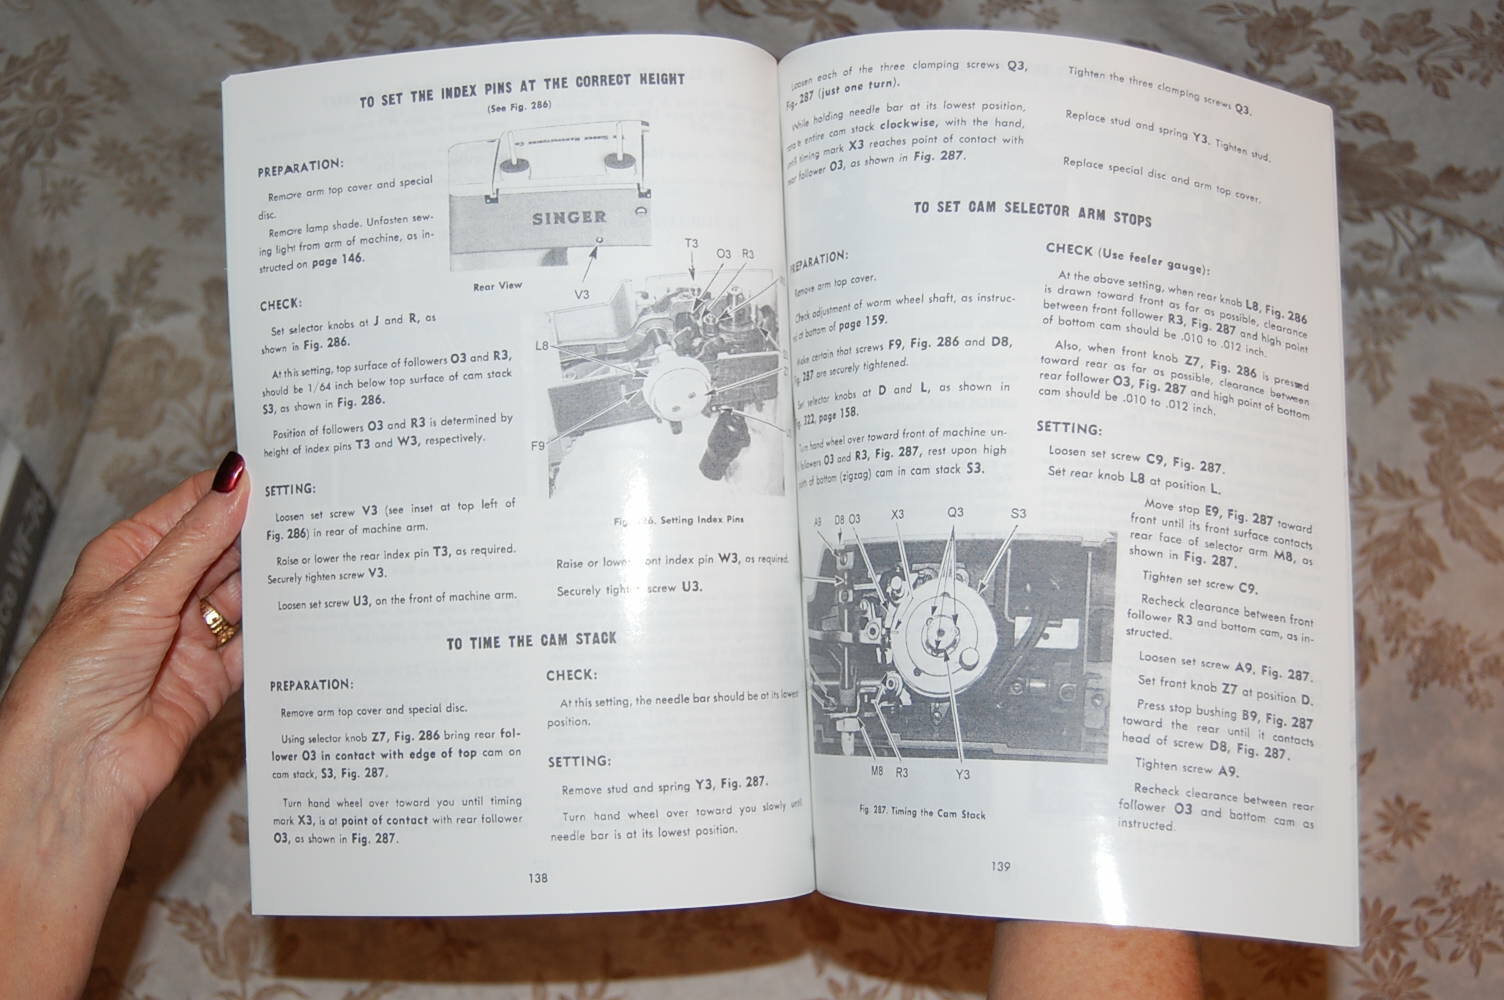 TO SET THE INDEX PINS AT THE CORRECT HEIGHT
(See Fig. 286)
PREPARATION:
Remove arm top cover and special
disc.
Remove lamp shade. Unfasten sew-
ing light from arm of machine, as in-
structed on page 146.
CHECK:
Set selector knobs at J and R, as
shown in Fig. 286.
At this setting, top surface of followers O3 and R3,
should be 1/64 inch below top surface of cam stack
S3, as shown in Fig. 286.
Position of followers O3 and R3 is determined by
height of index pins T3 and W3, respectively.
SETTING:
Loosen set screw V3 (see inset at top left of
Fig. 286) in rear of machine arm.
Raise or lower the rear index pin T3, as required.
Securely tighten screw V3.
Loosen set screw U3, on the front of machine arm.
SINGER
Rear View
V3
T3
O3 R3
L8
F9
Setting Index Pins
Raise or index pin W3, as required.
Securely screw U3.
TO TIME THE CAM STACK
PREPARATION:
Remove arm top cover and special disc.
Using selector knob Z7, Fig. 286 bring rear fol-
lower O3 in contact with edge of top cam on
cam stack, S3, Fig. 287.
Turn hand wheel over toward you until timing
mark X3, is at point of contact with rear follower
O3, as shown in Fig. 287.
CHECK:
At this setting, the needle bar should be at its lowest
position.
SETTING:
Remove stud and spring Y3, Fig. 287.
Turn hand wheel over toward you slowly until
needle bar is at its lowest position.
138
Loosen each of the three clamping screws Q3,
Fig. 287 (just one turn).
While holding needle bar at its lowest position,
rotate entire cam stack clockwise, with the hand,
until timing mark X3 reaches point of contact with
rear follower O3, as shown in Fig. 287.
Tighten the three clamping screws Q3.
Replace stud and spring Y3. Tighten stud.
Replace special disc and arm top cover.
TO SET CAM SELECTOR ARM STOPS
PREPARATION:
Remove arm top cover.
Check adjustment of worm wheel shaft, as instruc-
at bottom of page 159.
Make certain that screws F9, Fig. 286 and D8,
Fig. 287 are securely tightened.
Set selector knobs at D and L, as shown in
322, page 158.
Turn hand wheel over toward front of machine un-
followers O3 and R3, Fig. 287, rest upon high
of bottom (zigzag) cam in cam stack S3.
A9 D8 O3 X3 Q3 S3
M8 R3 Y3
Fig. 287. Timing the Cam Stack
CHECK (Use feeler gauge):
At the above setting, when rear knob L8, Fig. 286
is drawn toward front as far as possible, clearance
between front follower R3, Fig. 287 and high point
of bottom cam should be .010 to .012 inch.
Also, when front knob Z7, Fig. 286 is pressed
toward rear as far as possible, clearance between
rear follower O3, Fig. 287 and high point of bottom
cam should be .010 to .012 inch.
SETTING:
Loosen set screw C9, Fig. 287.
Set rear knob L8 at position L.
Move stop E9, Fig. 287 toward
front until its front surface contacts
rear face of selector arm M8, as
shown in Fig. 287.
Tighten set screw C9.
Recheck clearance between front
follower R3 and bottom cam, as in-
structed.
Loosen set screw A9, Fig. 287.
Set front knob Z7 at position D.
Press stop bushing B9, Fig. 287
toward the rear until it contacts
head of screw D8, Fig. 287.
Tighten screw A9.
Recheck clearance between rear
follower O3 and bottom cam as
instructed.
139